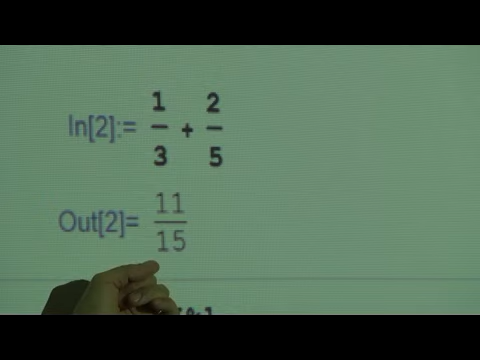 In[2]:= 1/3 + 2/5
Out[2]= 11/15